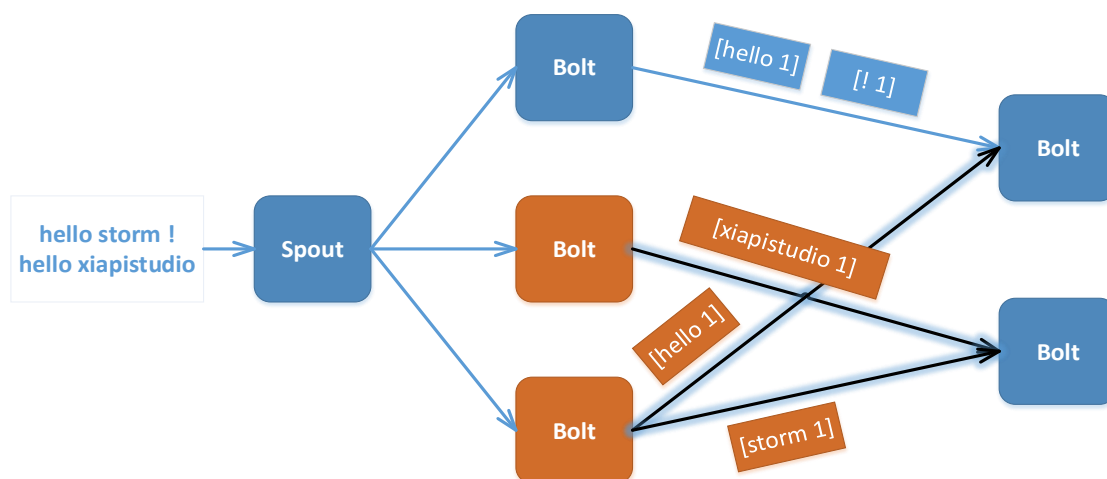 hello storm !
hello xiapistudio
Spout
Bolt
Bolt
Bolt
[hello 1]
[! 1]
[xiapistudio 1]
[hello 1]
[storm 1]
Bolt
Bolt